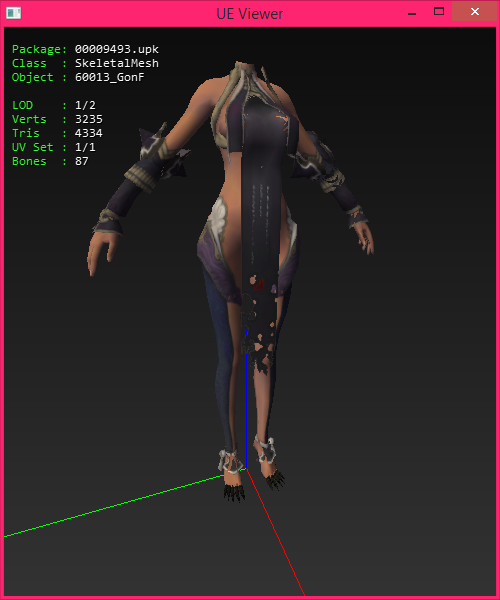 UE Viewer
Package: 00009493.upk
Class : SkeletalMesh
Object : 60013_GonF
LOD : 1/2
Verts : 3235
Tris : 4334
UV Set : 1/1
Bones : 87